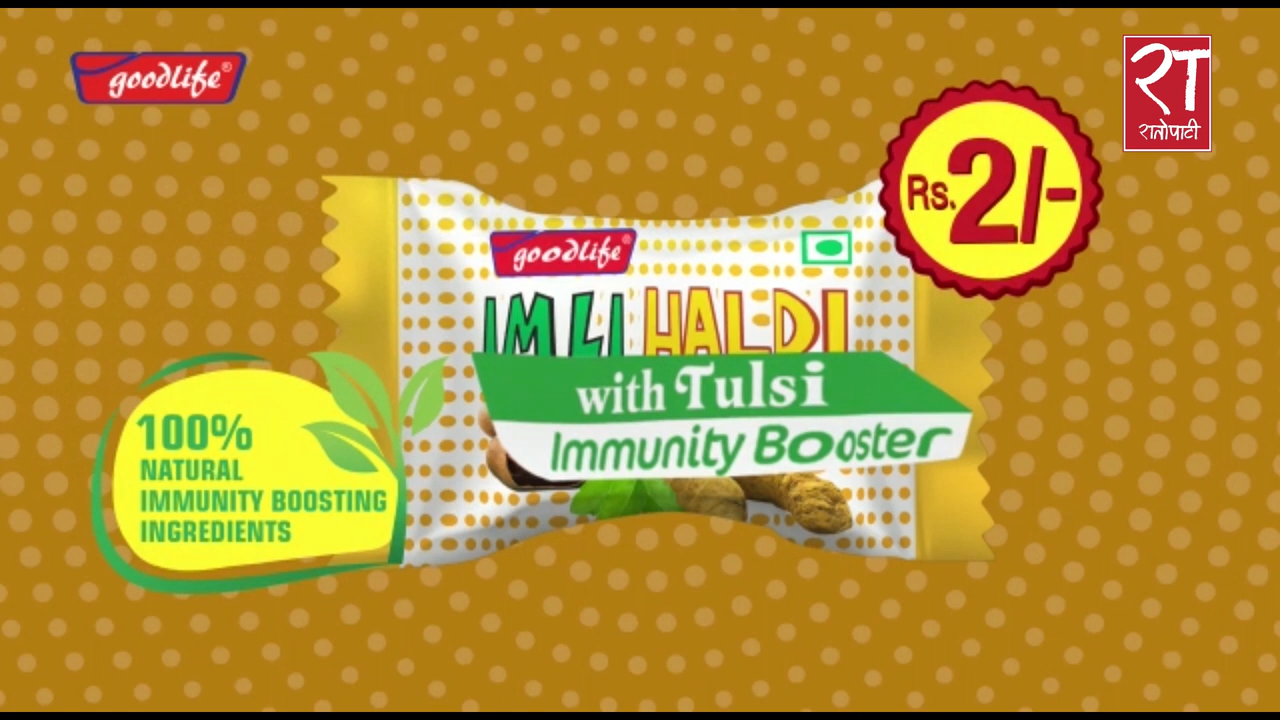 goodlife®
रा
रातोपाटी
Rs.2/-
goodlife®
IMLI HALDI
with Tulsi
Immunity Booster
100%
NATURAL
IMMUNITY BOOSTING
INGREDIENTS